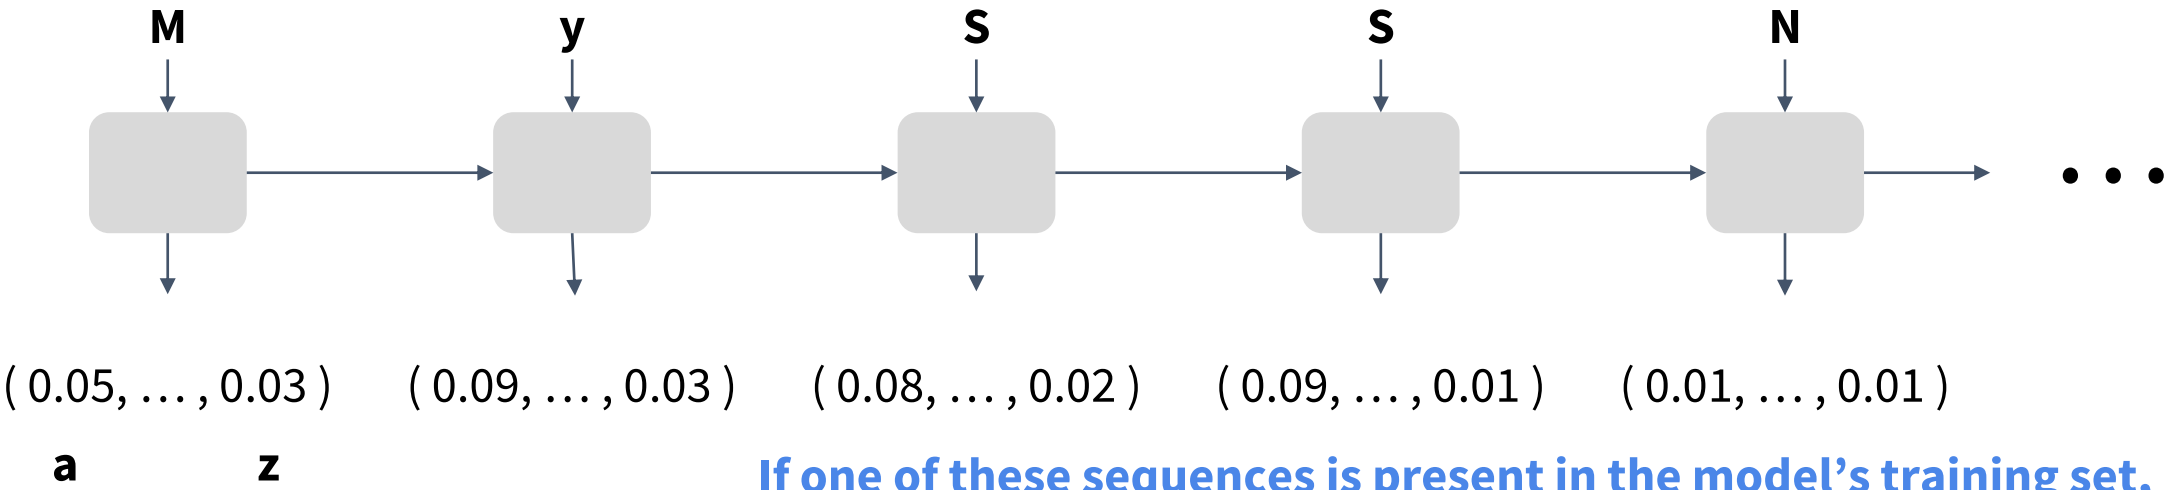 M y S S N
...
( 0.05, … , 0.03 ) ( 0.09, … , 0.03 ) ( 0.08, … , 0.02 ) ( 0.09, … , 0.01 ) ( 0.01, … , 0.01 )
a z
If one of these sequences is present in the model’s training set,